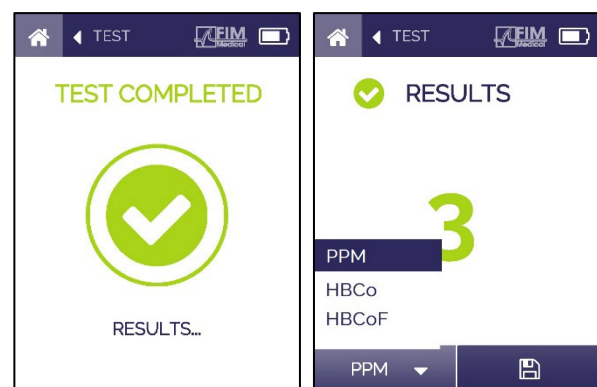 TEST
FIM
Medical
TEST COMPLETED
RESULTS...
TEST
FIM
Medical
RESULTS
3
PPM
HBCo
HBCoF
PPM